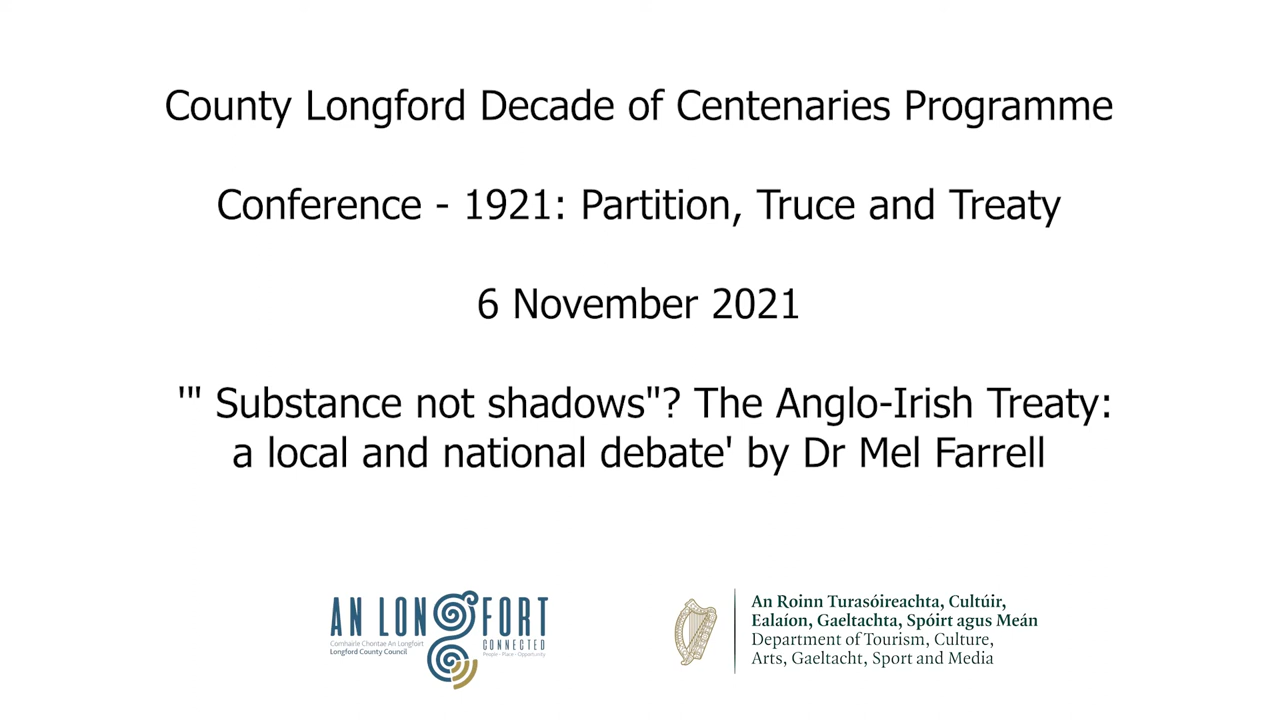 County Longford Decade of Centenaries Programme
Conference - 1921: Partition, Truce and Treaty
6 November 2021
'" Substance not shadows"? The Anglo-Irish Treaty:
a local and national debate' by Dr Mel Farrell
AN LONGFORT
Comhairle Chontae An Longfort
Longford County Council
CONNECTED
People - Place - Opportunity
An Roinn Turasóireachta, Cultúir,
Ealaíon, Gaeltachta, Spóirt agus Meán
Department of Tourism, Culture,
Arts, Gaeltacht, Sport and Media